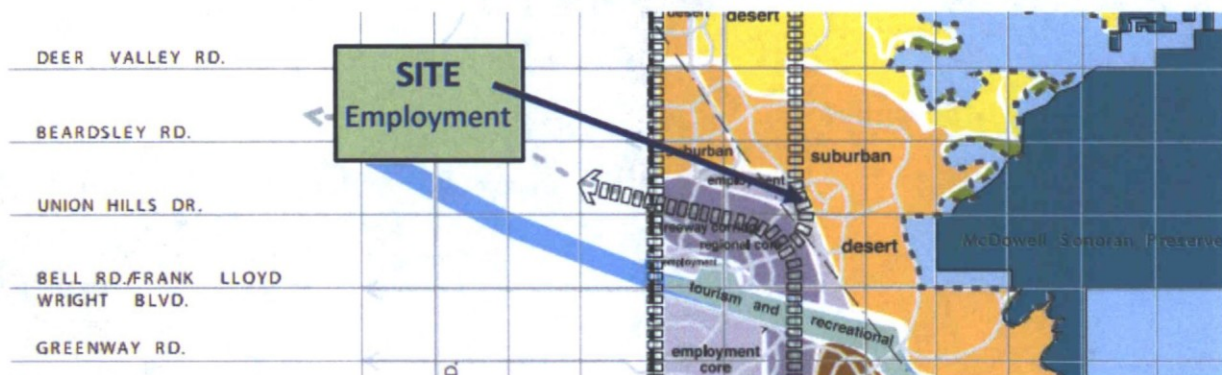 DEER VALLEY RD.
BEARDSLEY RD.
UNION HILLS DR.
BELL RD./FRANK LLOYD
WRIGHT BLVD.
GREENWAY RD.
SITE
Employment
desert
desert
suburban
suburban
employment
freeway corridor
regional core
employment
desert
McDowell Sonoran Preserve
tourism and recreational
employment
core
D.